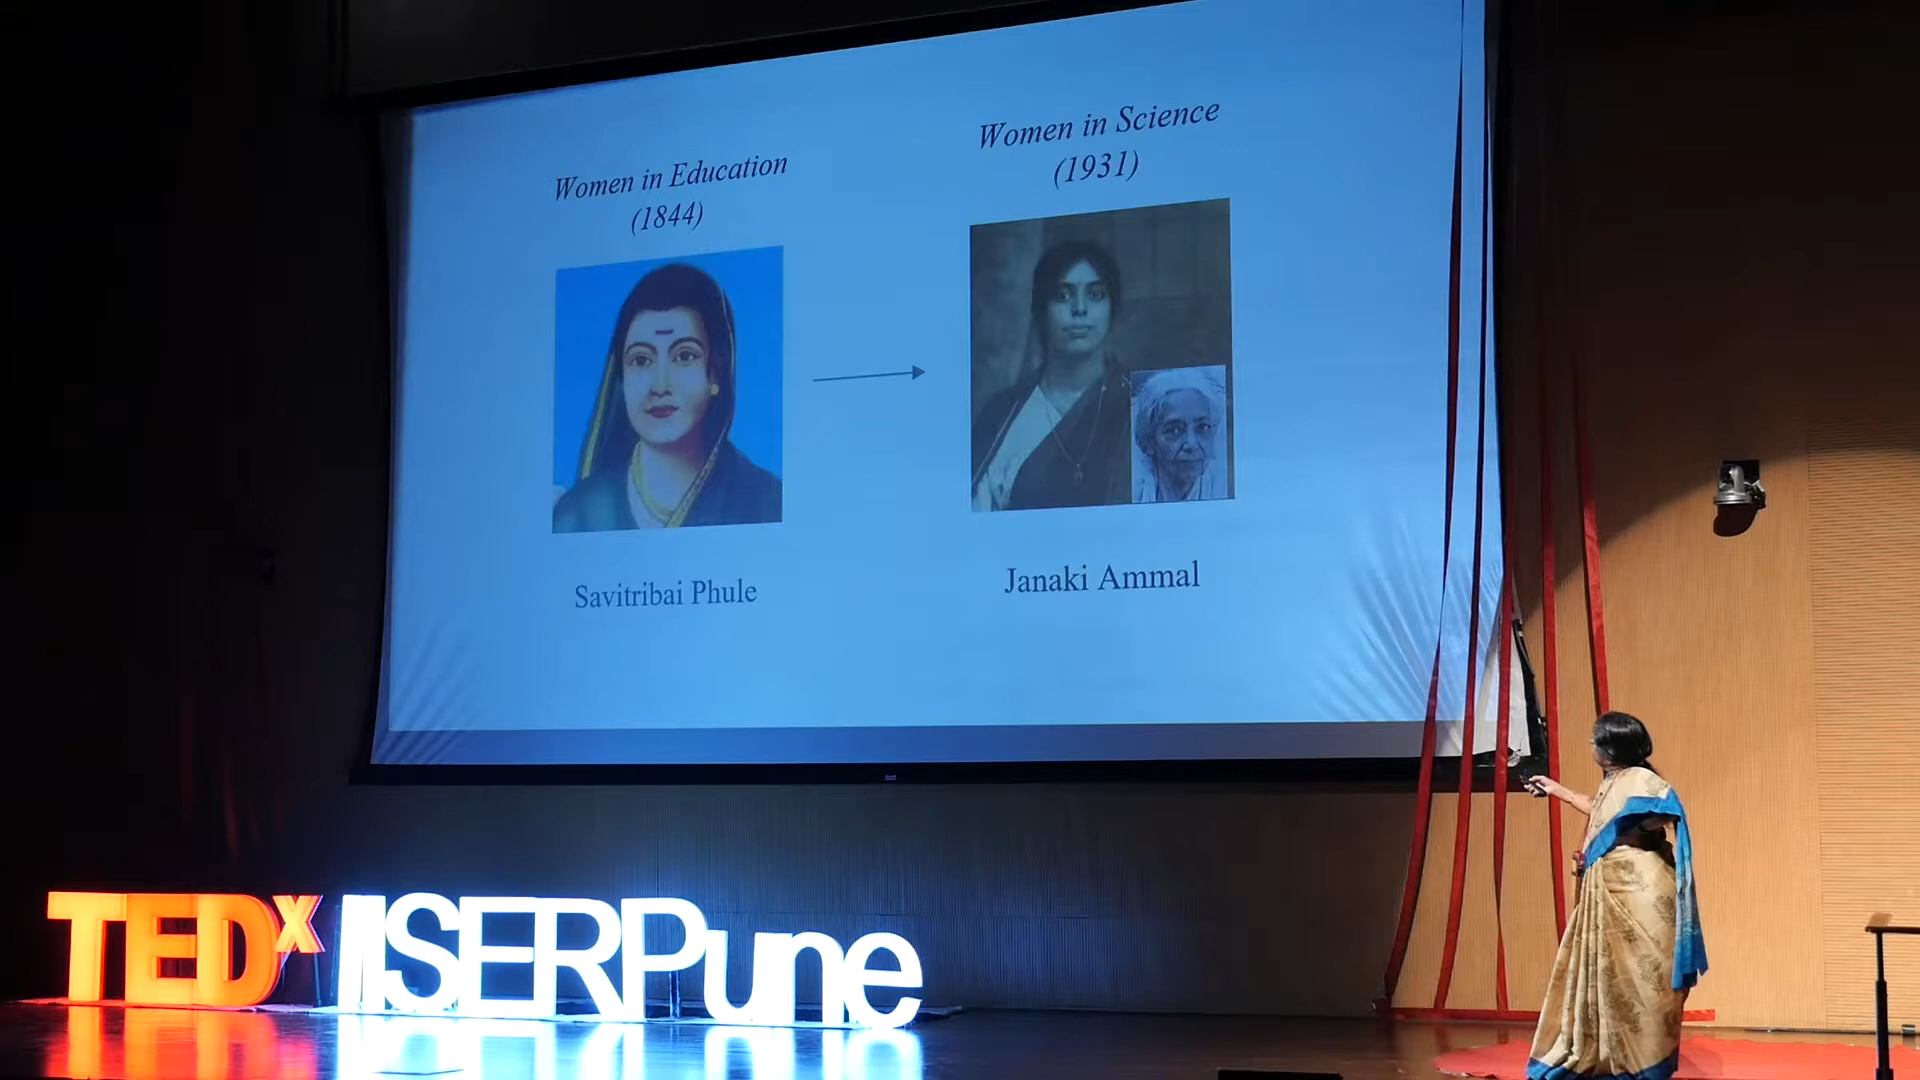 Women in Education
(1844)
Women in Science
(1931)
Savitribai Phule
Janaki Ammal
TEDx IISERPune